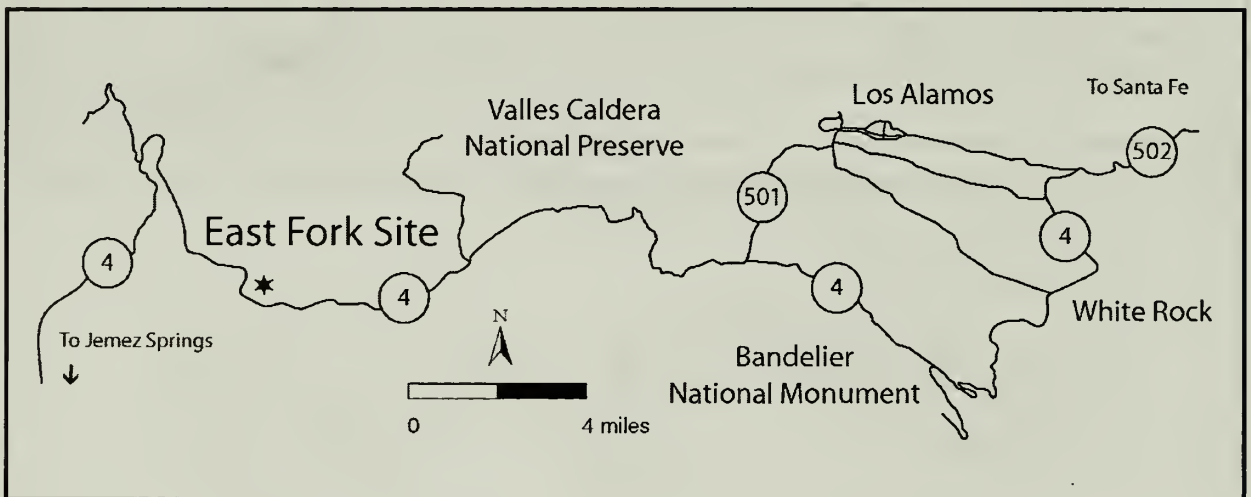 Valles Caldera
National Preserve
Los Alamos
To Santa Fe
502
501
East Fork Site
4
4
4
4
To Jemez Springs
N
White Rock
Bandelier
National Monument
0
4 miles